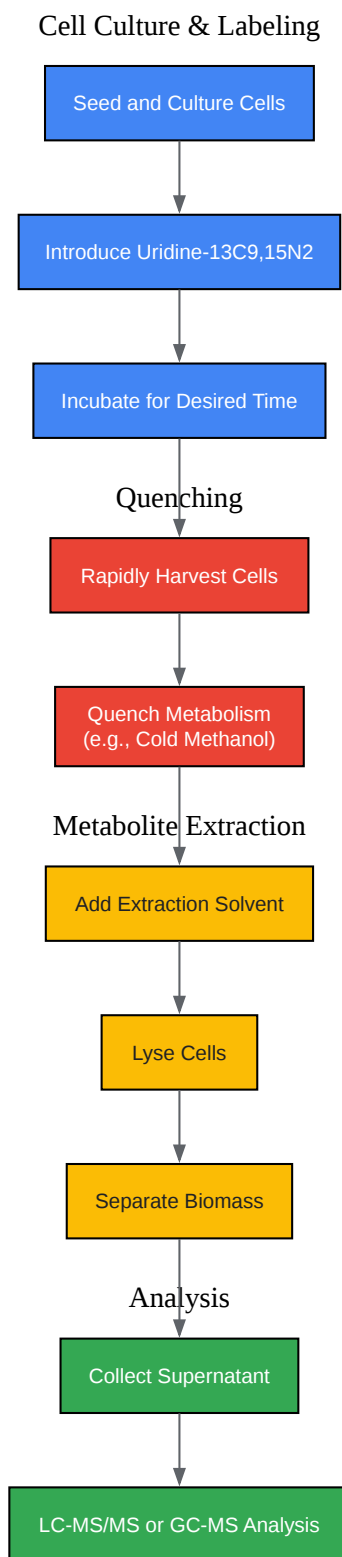 Cell Culture & Labeling
Seed and Culture Cells
Introduce Uridine-13C9,15N2
Incubate for Desired Time
Quenching
Rapidly Harvest Cells
Quench Metabolism
(e.g., Cold Methanol)
Metabolite Extraction
Add Extraction Solvent
Lyse Cells
Separate Biomass
Analysis
Collect Supernatant
LC-MS/MS or GC-MS Analysis